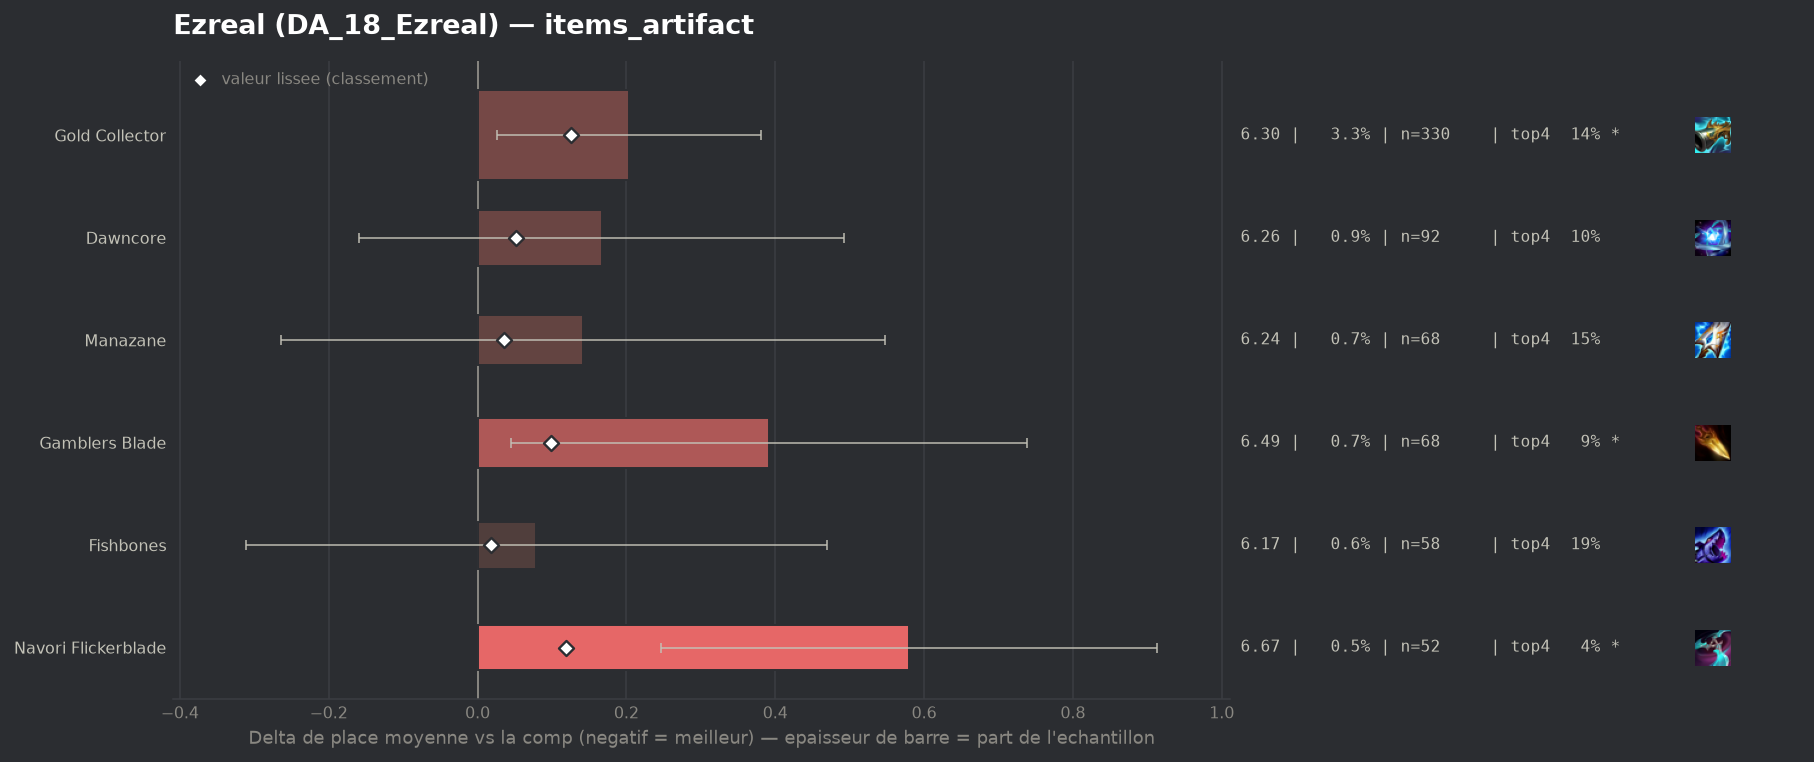 Ezreal (DA_18_Ezreal) — items_artifact
valeur lissee (classement)
Gold Collector 6.30 | 3.3% | n=330 | top4 14% *
Dawncore 6.26 | 0.9% | n=92 | top4 10%
Manazane 6.24 | 0.7% | n=68 | top4 15%
Gamblers Blade 6.49 | 0.7% | n=68 | top4 9% *
Fishbones 6.17 | 0.6% | n=58 | top4 19%
Navori Flickerblade 6.67 | 0.5% | n=52 | top4 4% *
−0.4 −0.2 0.0 0.2 0.4 0.6 0.8 1.0
Delta de place moyenne vs la comp (negatif = meilleur) — epaisseur de barre = part de l'echantillon